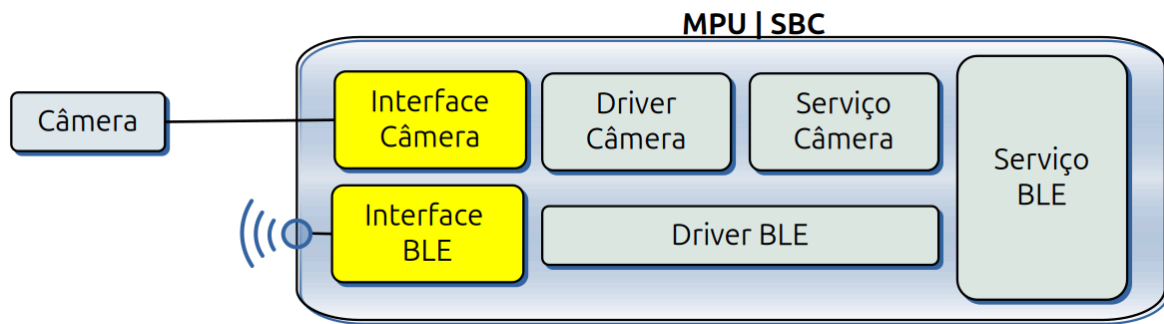 MPU | SBC
Câmera
Interface
Câmera
Driver
Câmera
Serviço
Câmera
Serviço
BLE
Interface
BLE
Driver BLE